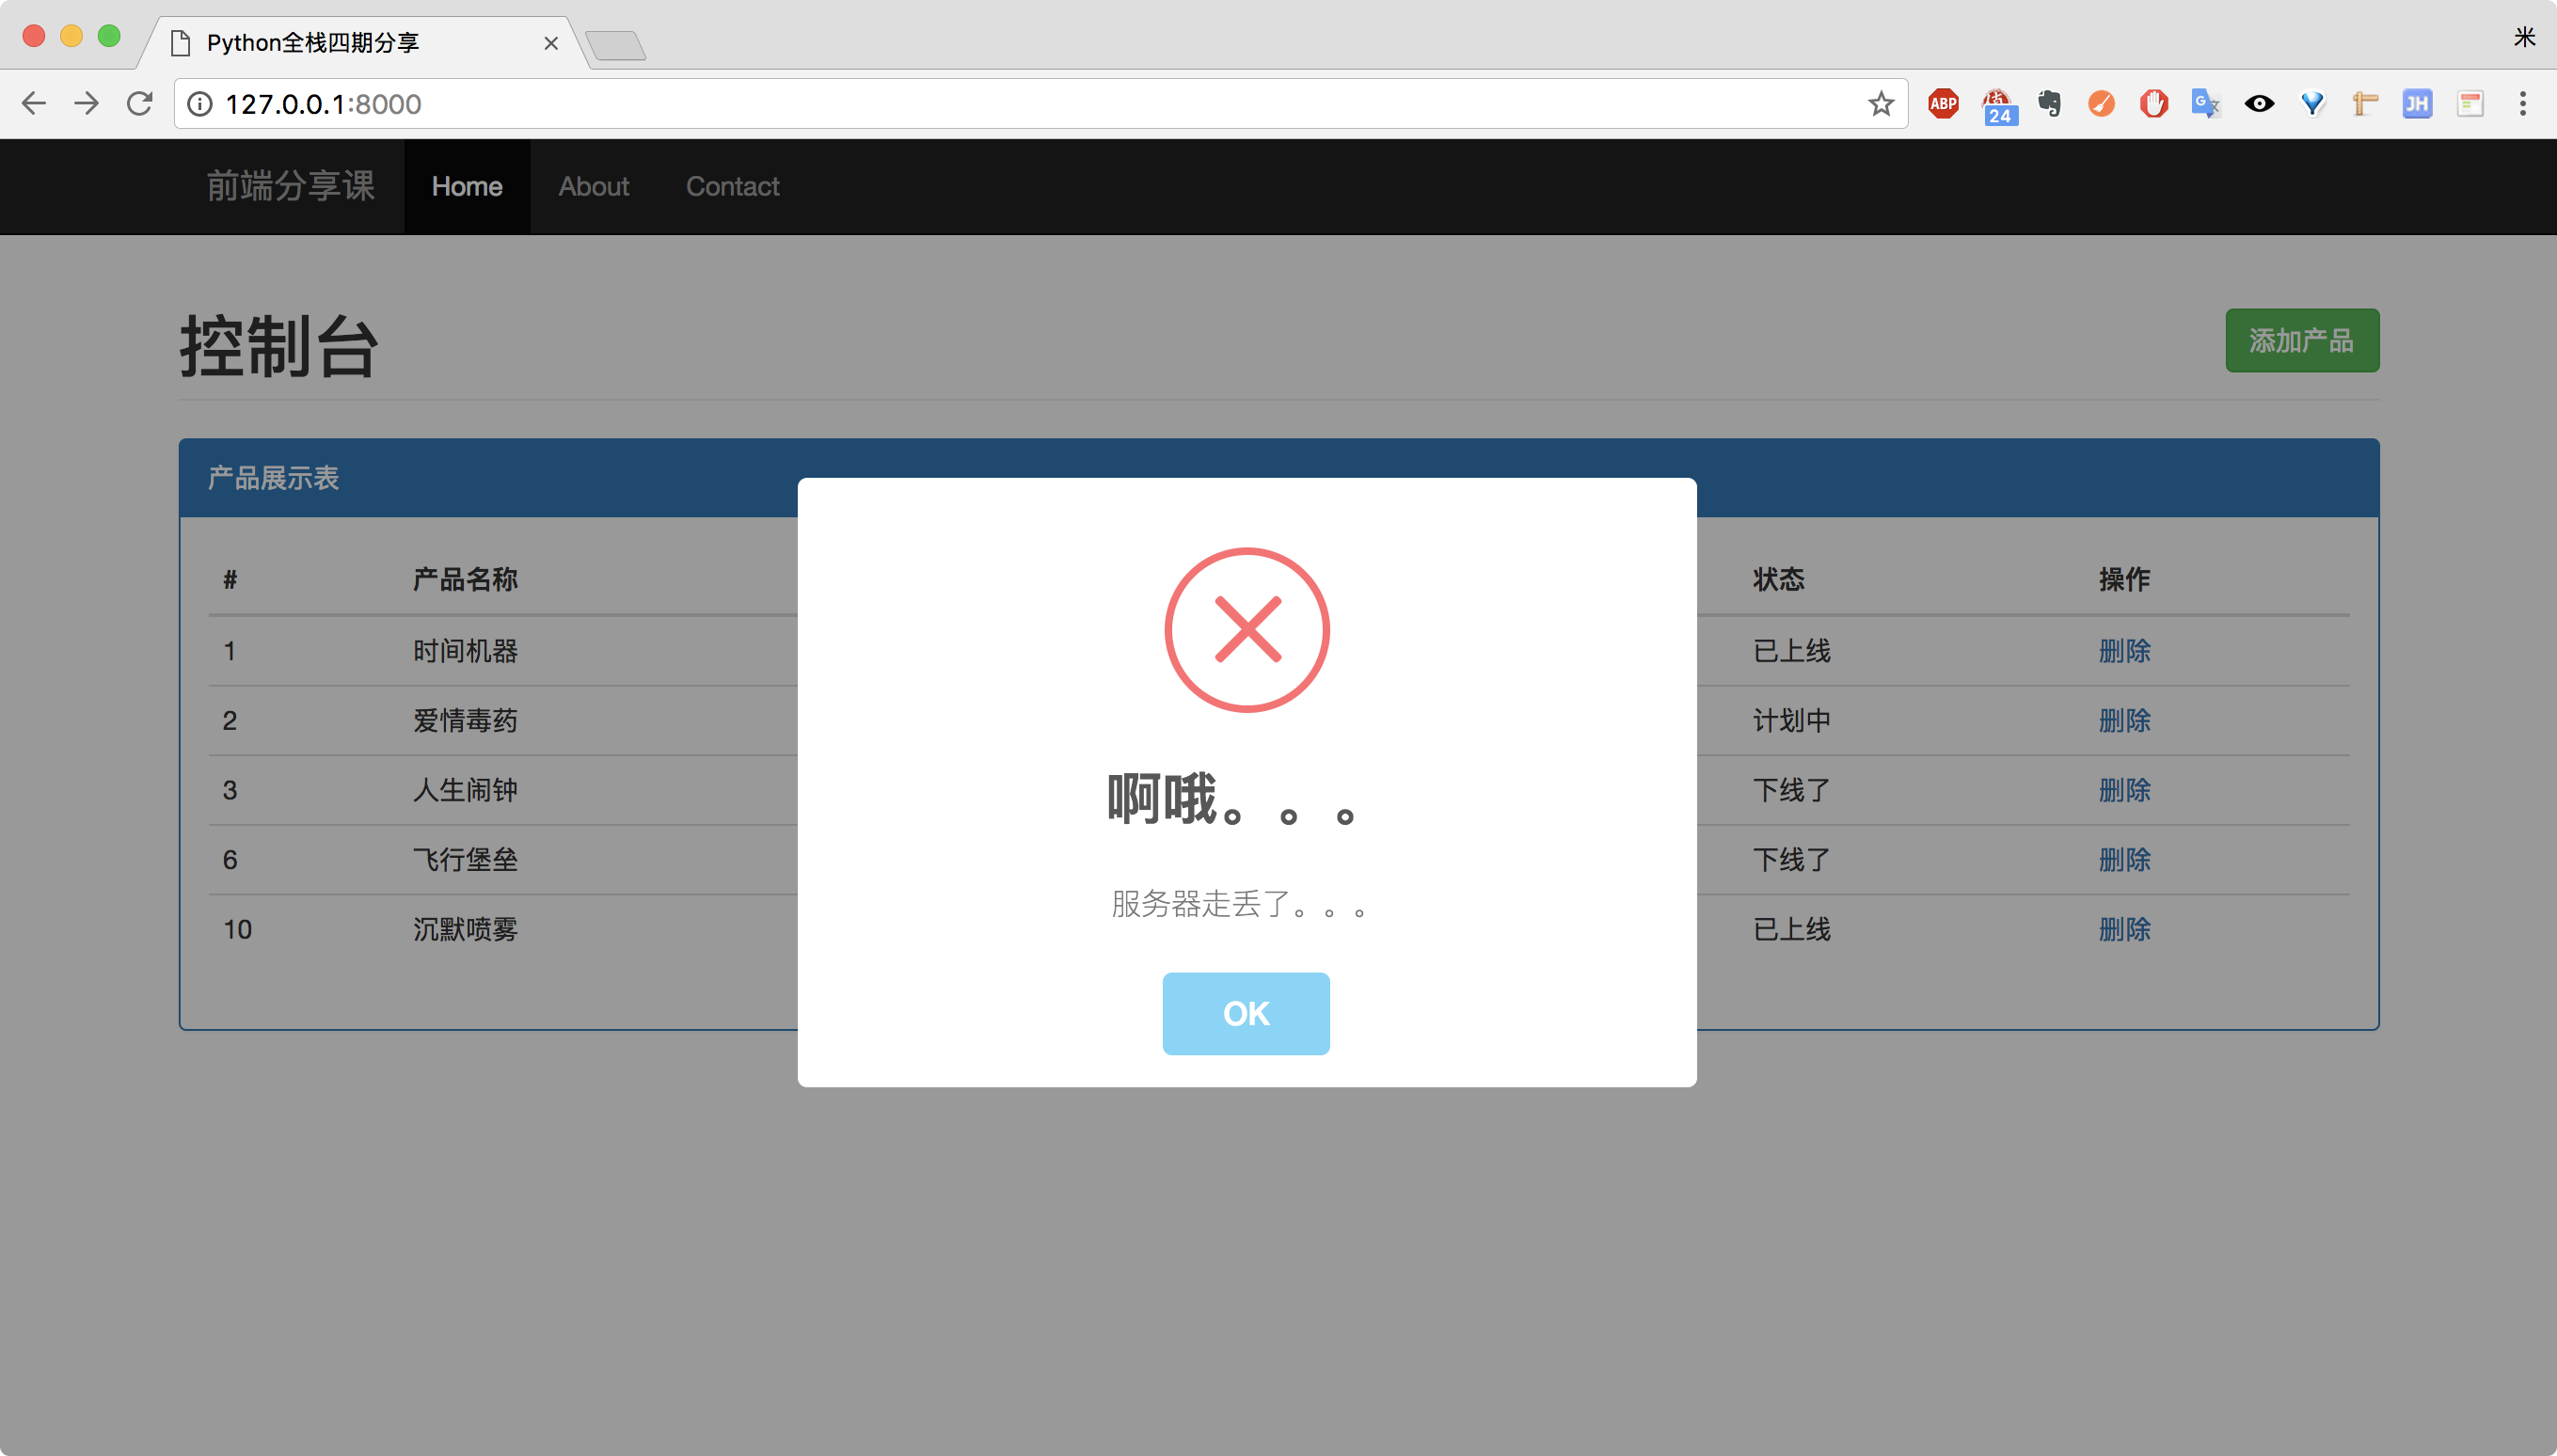 Python全栈四期分享
米
127.0.0.1:8000
ABP
24
G
JH
前端分享课 Home About Contact
控制台
添加产品
产品展示表
# 产品名称 状态 操作
1 时间机器 已上线 删除
2 爱情毒药 计划中 删除
3 人生闹钟 下线了 删除
6 飞行堡垒 下线了 删除
10 沉默喷雾 已上线 删除
啊哦。。。
服务器走丢了。。。
OK